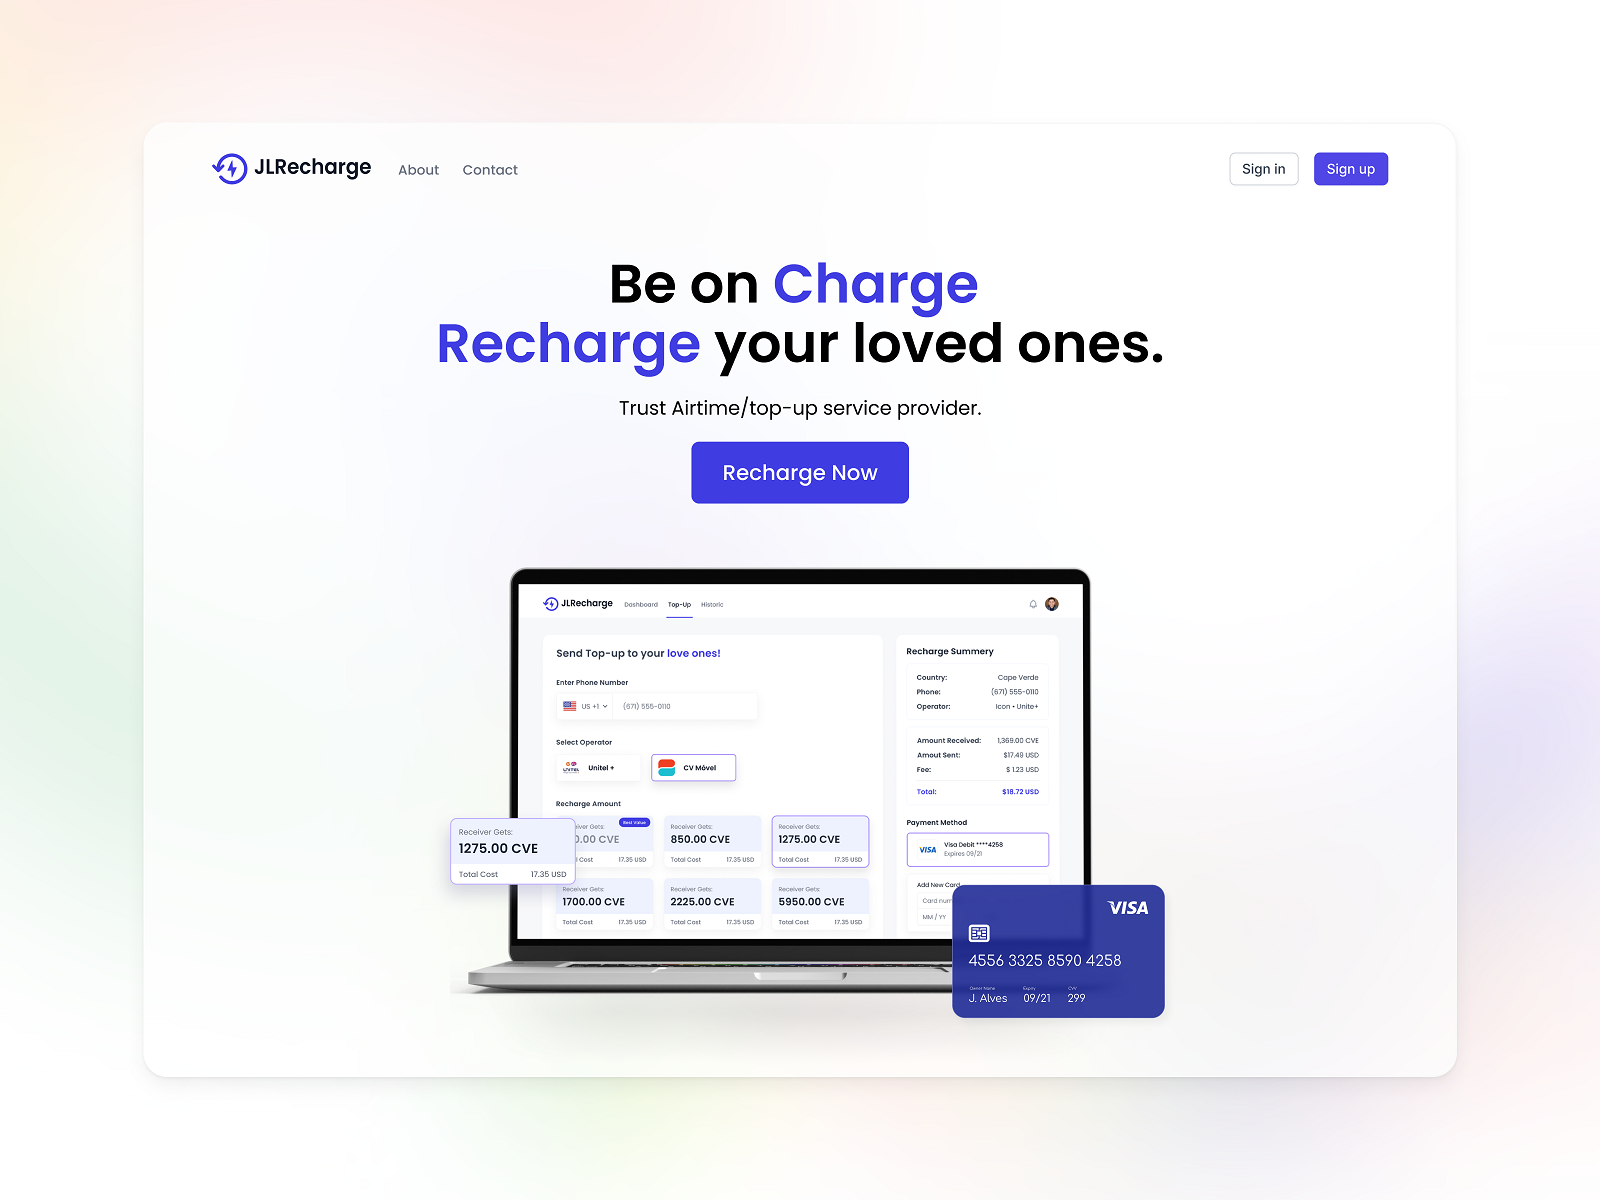 JLRecharge About Contact Sign in Sign up
Be on Charge
Recharge your loved ones.
Trust Airtime/top-up service provider.
Recharge Now
JLRecharge Dashboard Top-Up Historic
Send Top-up to your love ones!
Enter Phone Number
US +1 (671) 555-0110
Select Operator
UNITEL Unitel + CV Móvel
Recharge Amount
Receiver Gets:
1275.00 CVE
Total Cost 17.35 USD
Best Value
Gets:
0.00 CVE
Cost 17.35 USD
Receiver Gets:
850.00 CVE
Total Cost 17.35 USD
Receiver Gets:
1275.00 CVE
Total Cost 17.35 USD
Receiver Gets:
1700.00 CVE
Total Cost 17.35 USD
Receiver Gets:
2225.00 CVE
Total Cost 17.35 USD
Receiver Gets:
5950.00 CVE
Total Cost 17.35 USD
Recharge Summery
Country: Cape Verde
Phone: (671) 555-0110
Operator: Icon • Unite+
Amount Received: 1,369.00 CVE
Amout Sent: $17.49 USD
Fee: $ 1.23 USD
Total: $18.72 USD
Payment Method
VISA Visa Debit ****4258
Expires 09/21
Add New Card
Card num
MM / YY
VISA
4556 3325 8590 4258
Owner Name Expiry CVV
J. Alves 09/21 299